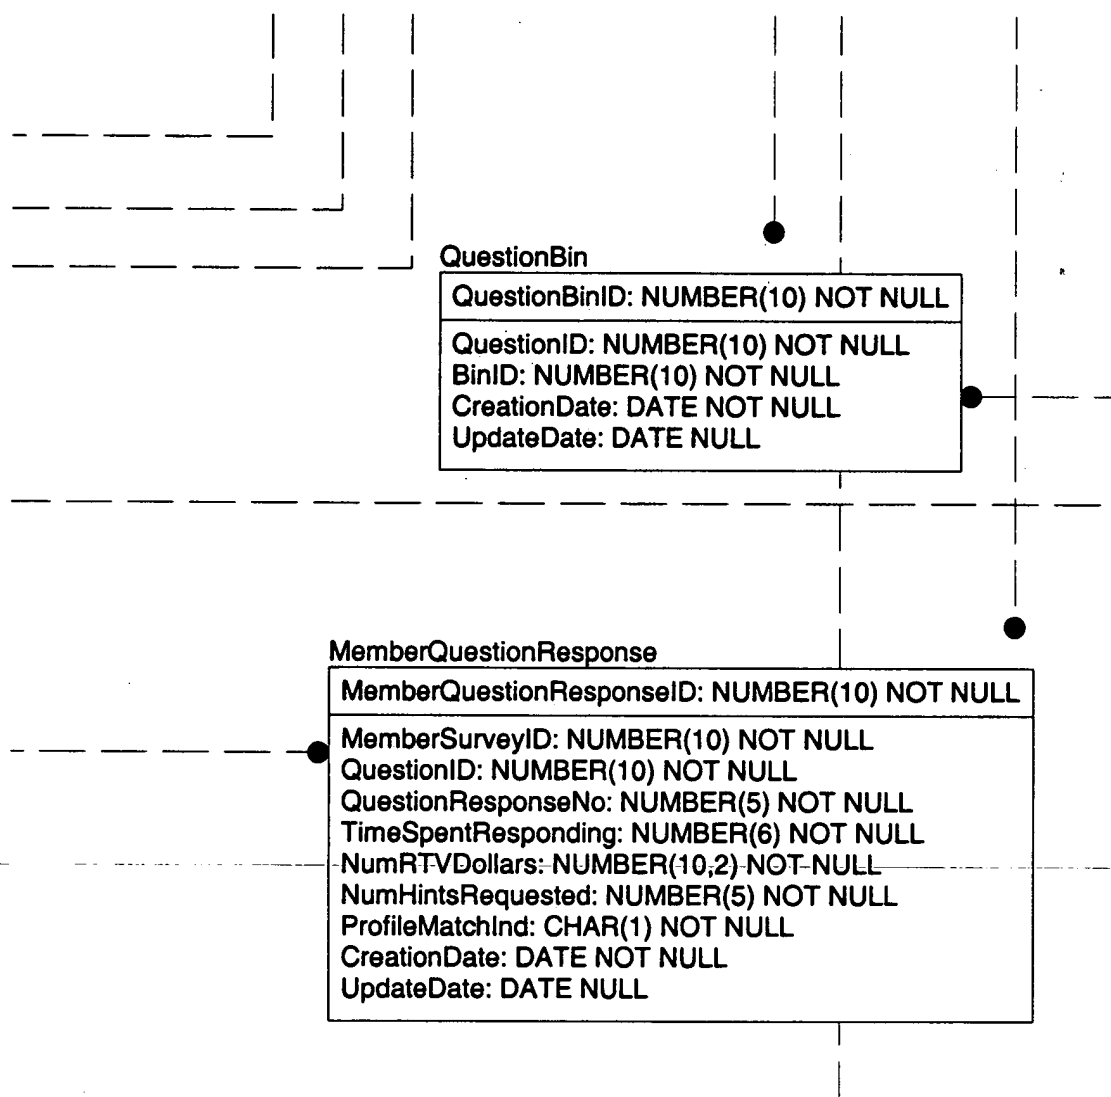 QuestionBin
QuestionBinID: NUMBER(10) NOT NULL
QuestionID: NUMBER(10) NOT NULL
BinID: NUMBER(10) NOT NULL
CreationDate: DATE NOT NULL
UpdateDate: DATE NULL
MemberQuestionResponse
MemberQuestionResponseID: NUMBER(10) NOT NULL
MemberSurveyID: NUMBER(10) NOT NULL
QuestionID: NUMBER(10) NOT NULL
QuestionResponseNo: NUMBER(5) NOT NULL
TimeSpentResponding: NUMBER(6) NOT NULL
NumRTVDollars: NUMBER(10,2) NOT NULL
NumHintsRequested: NUMBER(5) NOT NULL
ProfileMatchInd: CHAR(1) NOT NULL
CreationDate: DATE NOT NULL
UpdateDate: DATE NULL